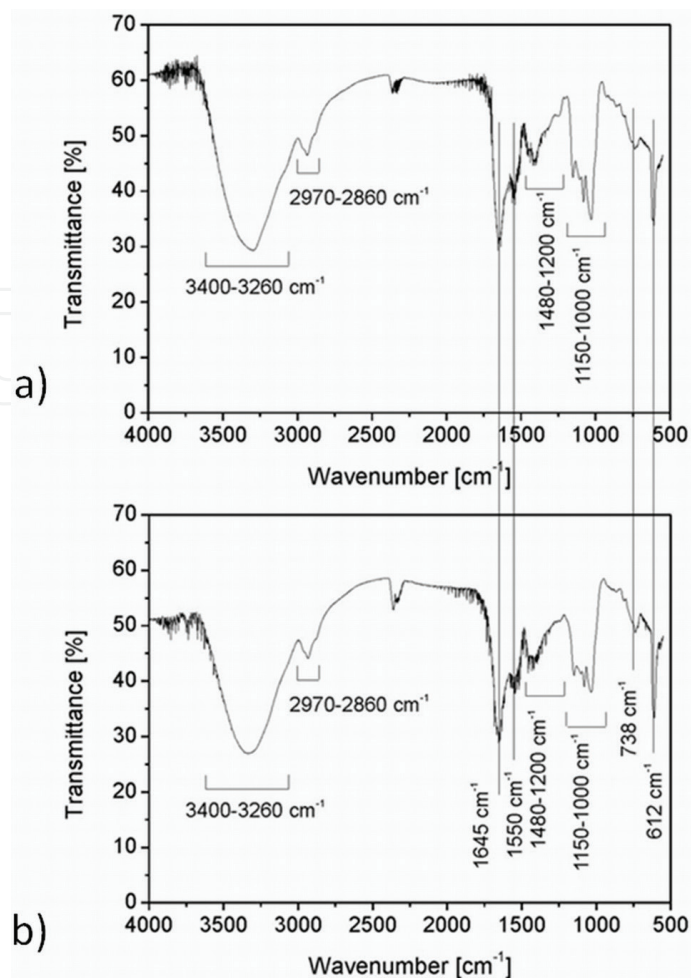 70
60
50
40
30
20
10
0
Transmittance [%]
2970-2860 cm⁻¹
3400-3260 cm⁻¹
1480-1200 cm⁻¹
1150-1000 cm⁻¹
a)
4000 3500 3000 2500 2000 1500 1000 500
Wavenumber [cm⁻¹]
70
60
50
40
30
20
10
0
Transmittance [%]
2970-2860 cm⁻¹
3400-3260 cm⁻¹
1645 cm⁻¹
1550 cm⁻¹
1480-1200 cm⁻¹
1150-1000 cm⁻¹
738 cm⁻¹
612 cm⁻¹
b)
4000 3500 3000 2500 2000 1500 1000 500
Wavenumber [cm⁻¹]